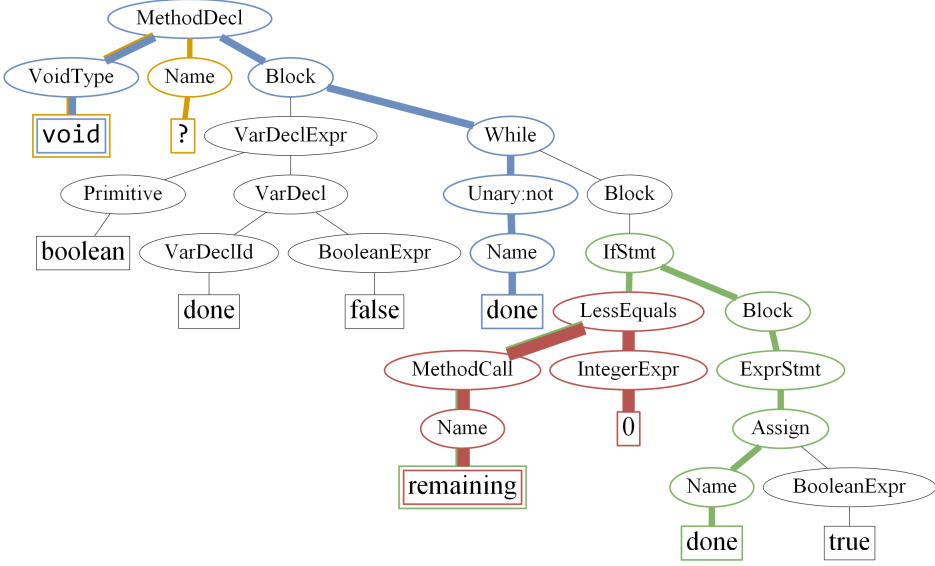 MethodDecl
VoidType Name Block
void ? VarDeclExpr While
Primitive VarDecl Unary:not Block
boolean VarDeclId BooleanExpr Name IfStmt
done false done LessEquals Block
MethodCall IntegerExpr ExprStmt
Name 0 Assign
remaining Name BooleanExpr
done true